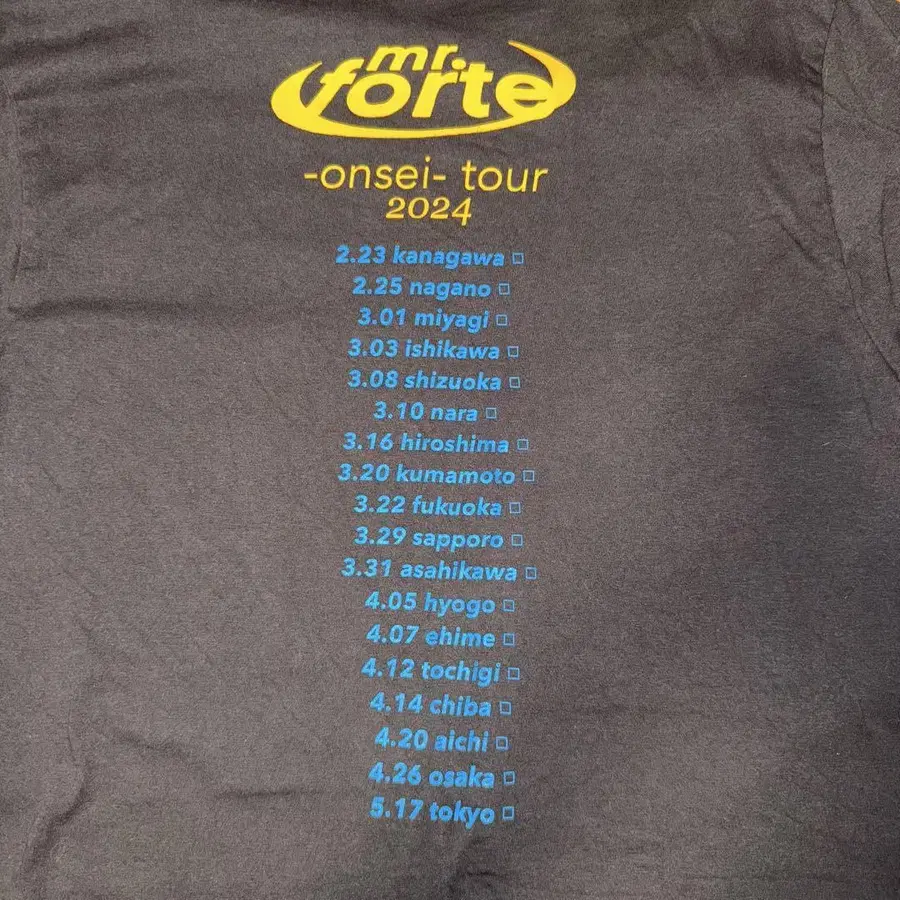 mr.
forte
-onsei- tour
2024
2.23 kanagawa □
2.25 nagano □
3.01 miyagi □
3.03 ishikawa □
3.08 shizuoka □
3.10 nara □
3.16 hiroshima □
3.20 kumamoto □
3.22 fukuoka □
3.29 sapporo □
3.31 asahikawa □
4.05 hyogo □
4.07 ehime □
4.12 tochigi □
4.14 chiba □
4.20 aichi □
4.26 osaka □
5.17 tokyo □